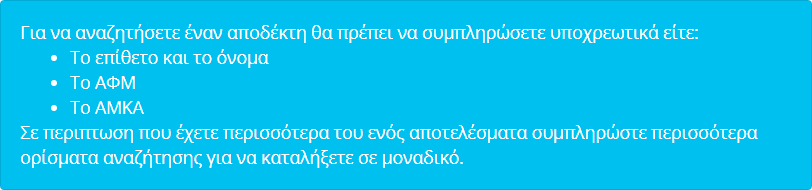 Για να αναζητήσετε έναν αποδέκτη θα πρέπει να συμπληρώσετε υποχρεωτικά είτε:
• Το επίθετο και το όνομα
• Το ΑΦΜ
• Το ΑΜΚΑ
Σε περιπτωση που έχετε περισσότερα του ενός αποτελέσματα συμπληρώστε περισσότερα
ορίσματα αναζήτησης για να καταλήξετε σε μοναδικό.